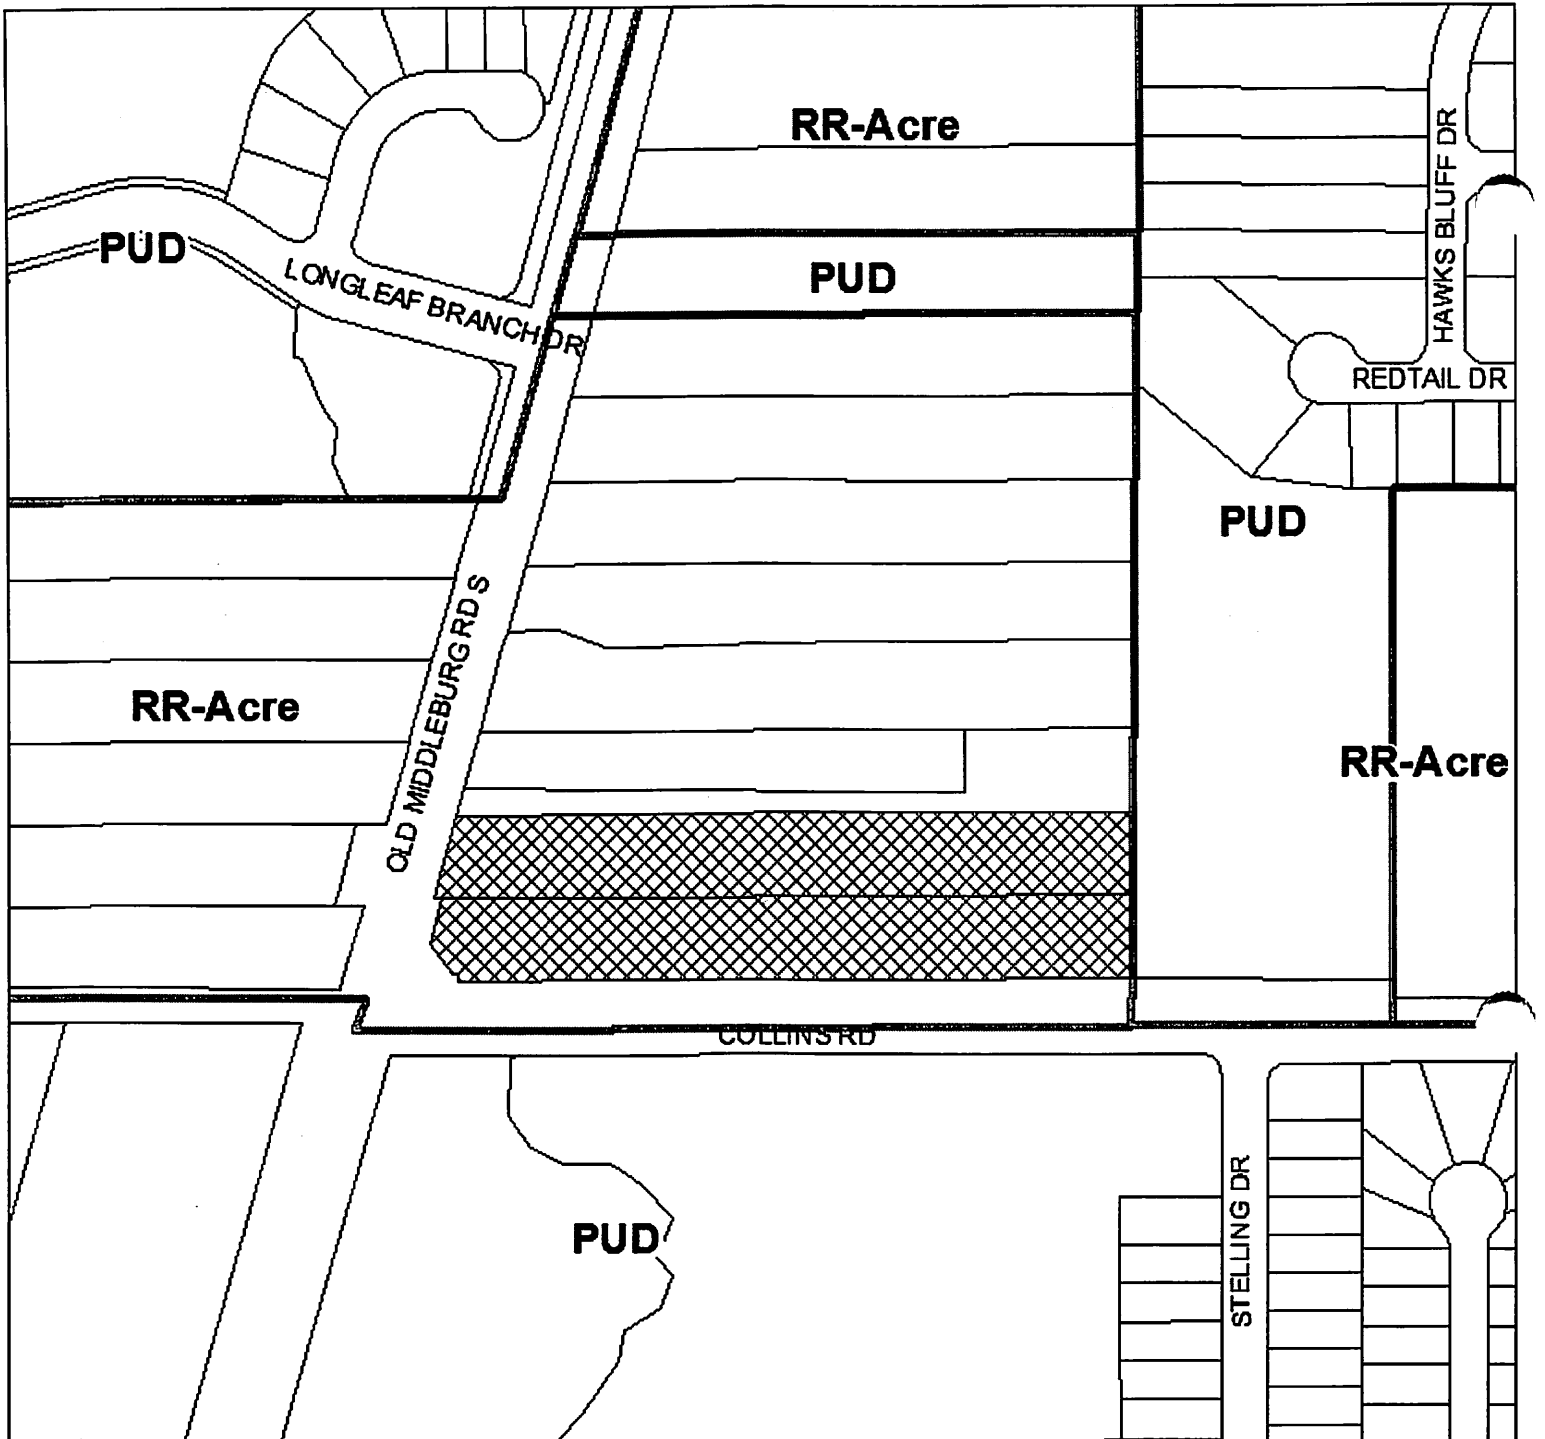 RR-Acre
HAWKS BLUFF DR
PUD
LONGLEAF BRANCH DR
PUD
REDTAIL DR
PUD
OLD MIDDLEBURG RD S
RR-Acre
RR-Acre
COLLINS RD
STELLING DR
PUD